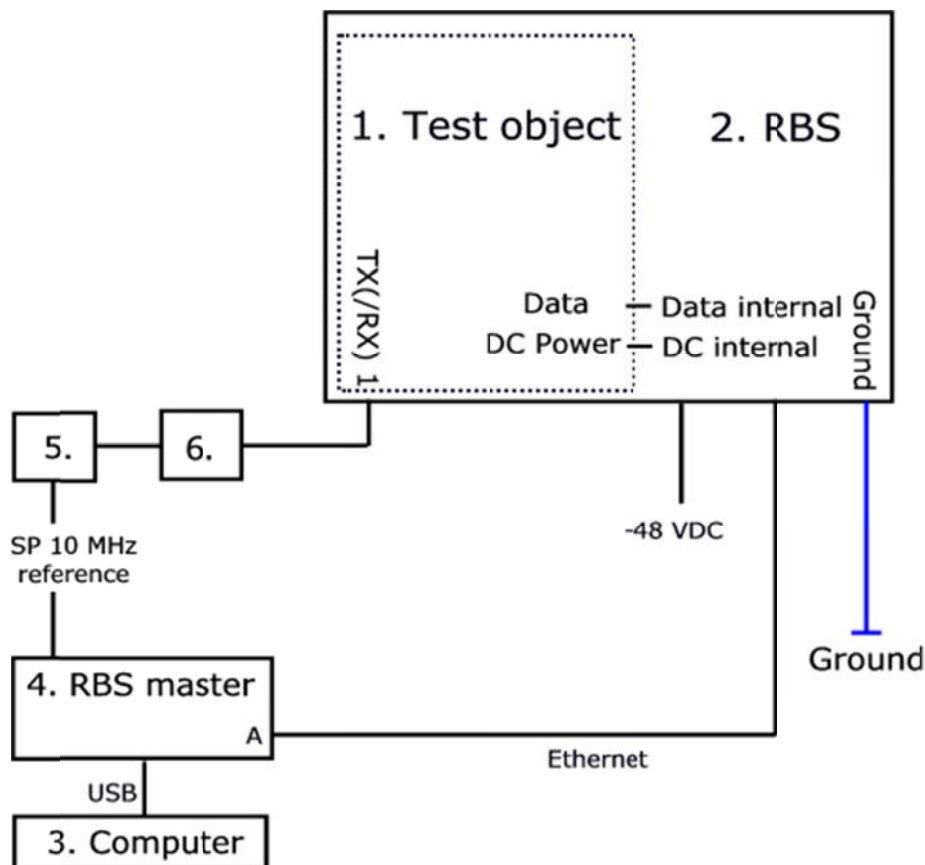 1. Test object
2. RBS
TX(/RX) 1
Data
Data internal
DC Power
DC internal
Ground
5.
6.
SP 10 MHz
reference
-48 VDC
Ground
4. RBS master
A
Ethernet
USB
3. Computer